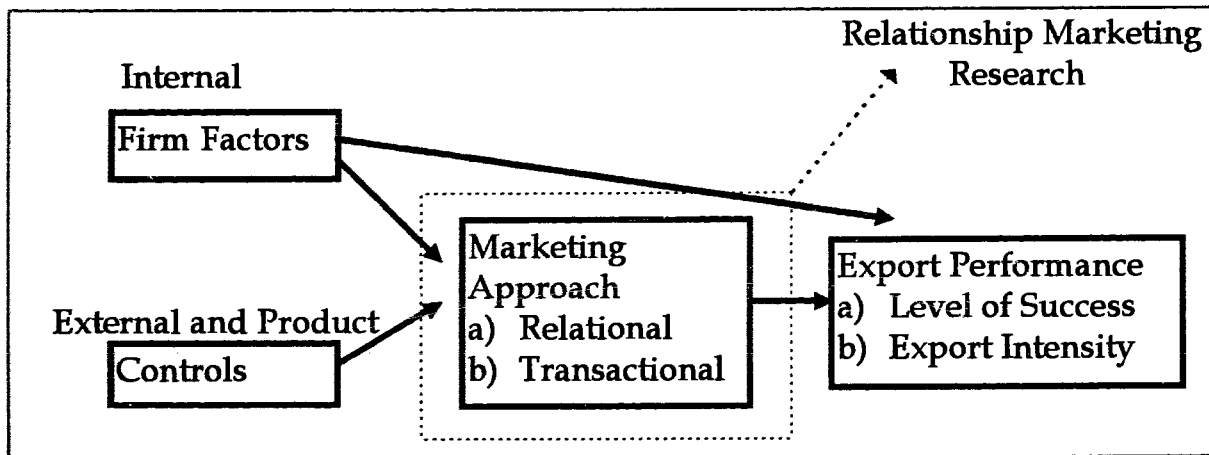 Relationship Marketing
Research
Internal
Firm Factors
Marketing
Approach
a) Relational
b) Transactional
External and Product
Controls
Export Performance
a) Level of Success
b) Export Intensity